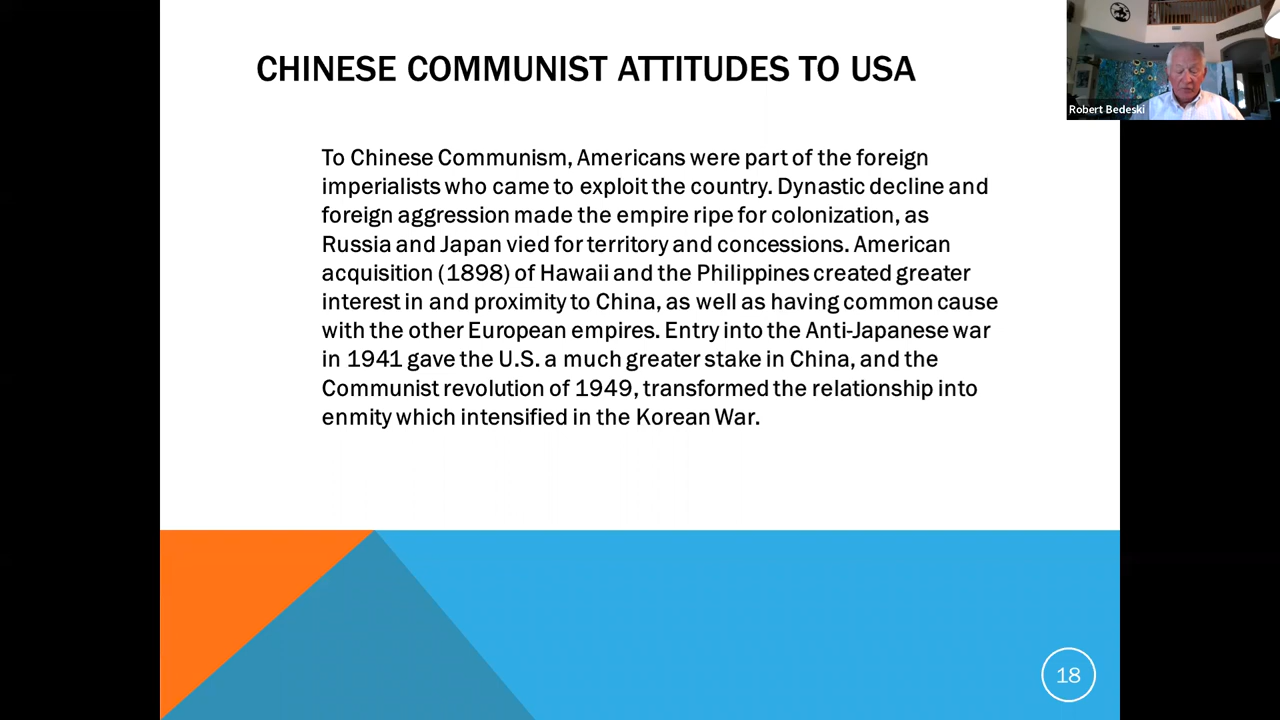 CHINESE COMMUNIST ATTITUDES TO USA
Robert Bedeski
To Chinese Communism, Americans were part of the foreign
imperialists who came to exploit the country. Dynastic decline and
foreign aggression made the empire ripe for colonization, as
Russia and Japan vied for territory and concessions. American
acquisition (1898) of Hawaii and the Philippines created greater
interest in and proximity to China, as well as having common cause
with the other European empires. Entry into the Anti-Japanese war
in 1941 gave the U.S. a much greater stake in China, and the
Communist revolution of 1949, transformed the relationship into
enmity which intensified in the Korean War.
18